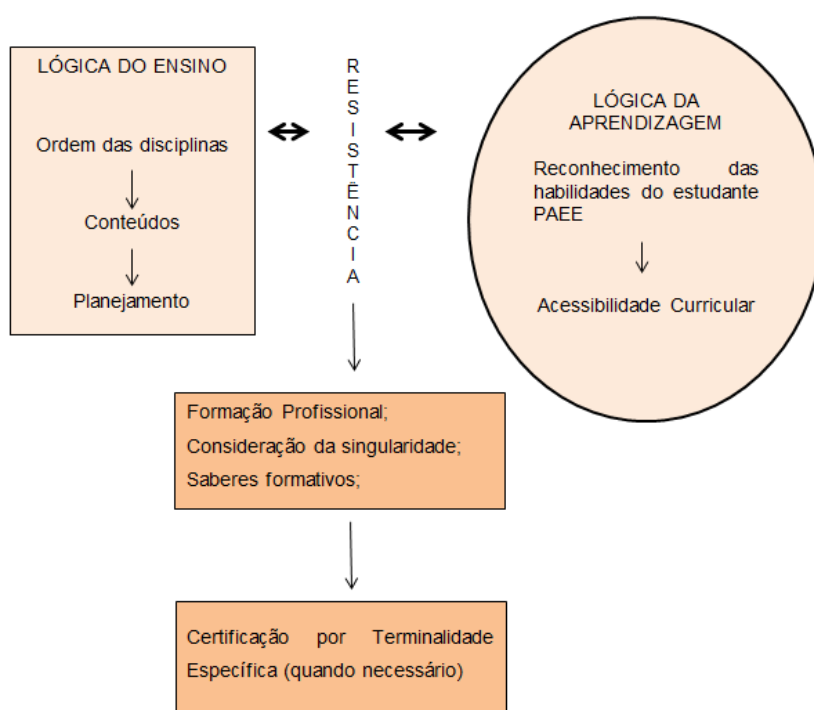 LÓGICA DO ENSINO
Ordem das disciplinas
Conteúdos
Planejamento
R
E
S
I
S
T
Ê
N
C
I
A
LÓGICA DA
APRENDIZAGEM
Reconhecimento das
habilidades do estudante
PAEE
Acessibilidade Curricular
Formação Profissional;
Consideração da singularidade;
Saberes formativos;
Certificação por Terminalidade
Específica (quando necessário)